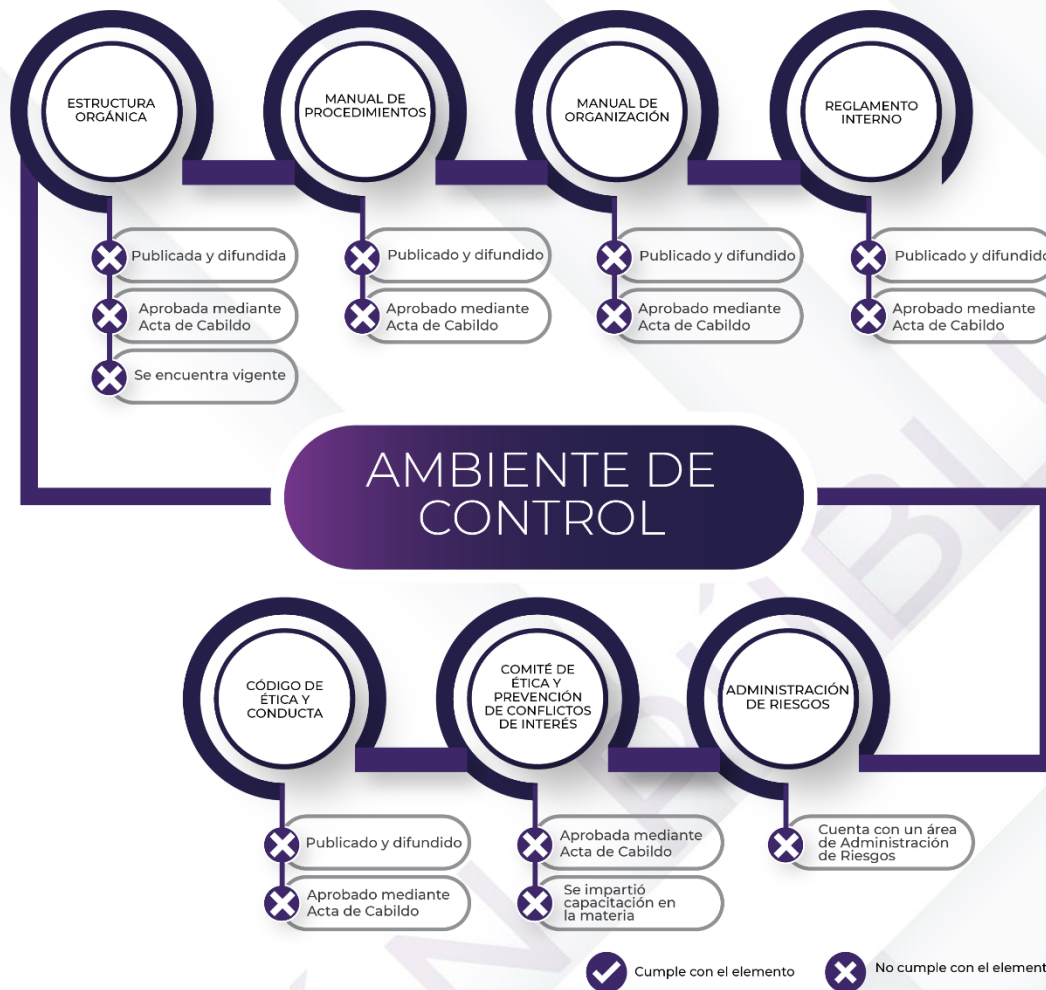 ESTRUCTURA
ORGÁNICA
MANUAL DE
PROCEDIMIENTOS
MANUAL DE
ORGANIZACIÓN
REGLAMENTO
INTERNO
Publicada y difundida
Aprobada mediante
Acta de Cabildo
Se encuentra vigente
Publicado y difundido
Aprobado mediante
Acta de Cabildo
Publicado y difundido
Aprobado mediante
Acta de Cabildo
Publicado y difundido
Aprobado mediante
Acta de Cabildo
AMBIENTE DE
CONTROL
CÓDIGO DE
ÉTICA Y
CONDUCTA
COMITÉ DE
ÉTICA Y
PREVENCIÓN
DE CONFLICTOS
DE INTERÉS
ADMINISTRACIÓN
DE RIESGOS
Publicado y difundido
Aprobado mediante
Acta de Cabildo
Aprobada mediante
Acta de Cabildo
Se impartió
capacitación en
la materia
Cuenta con un área
de Administración
de Riesgos
Cumple con el elemento
No cumple con el element